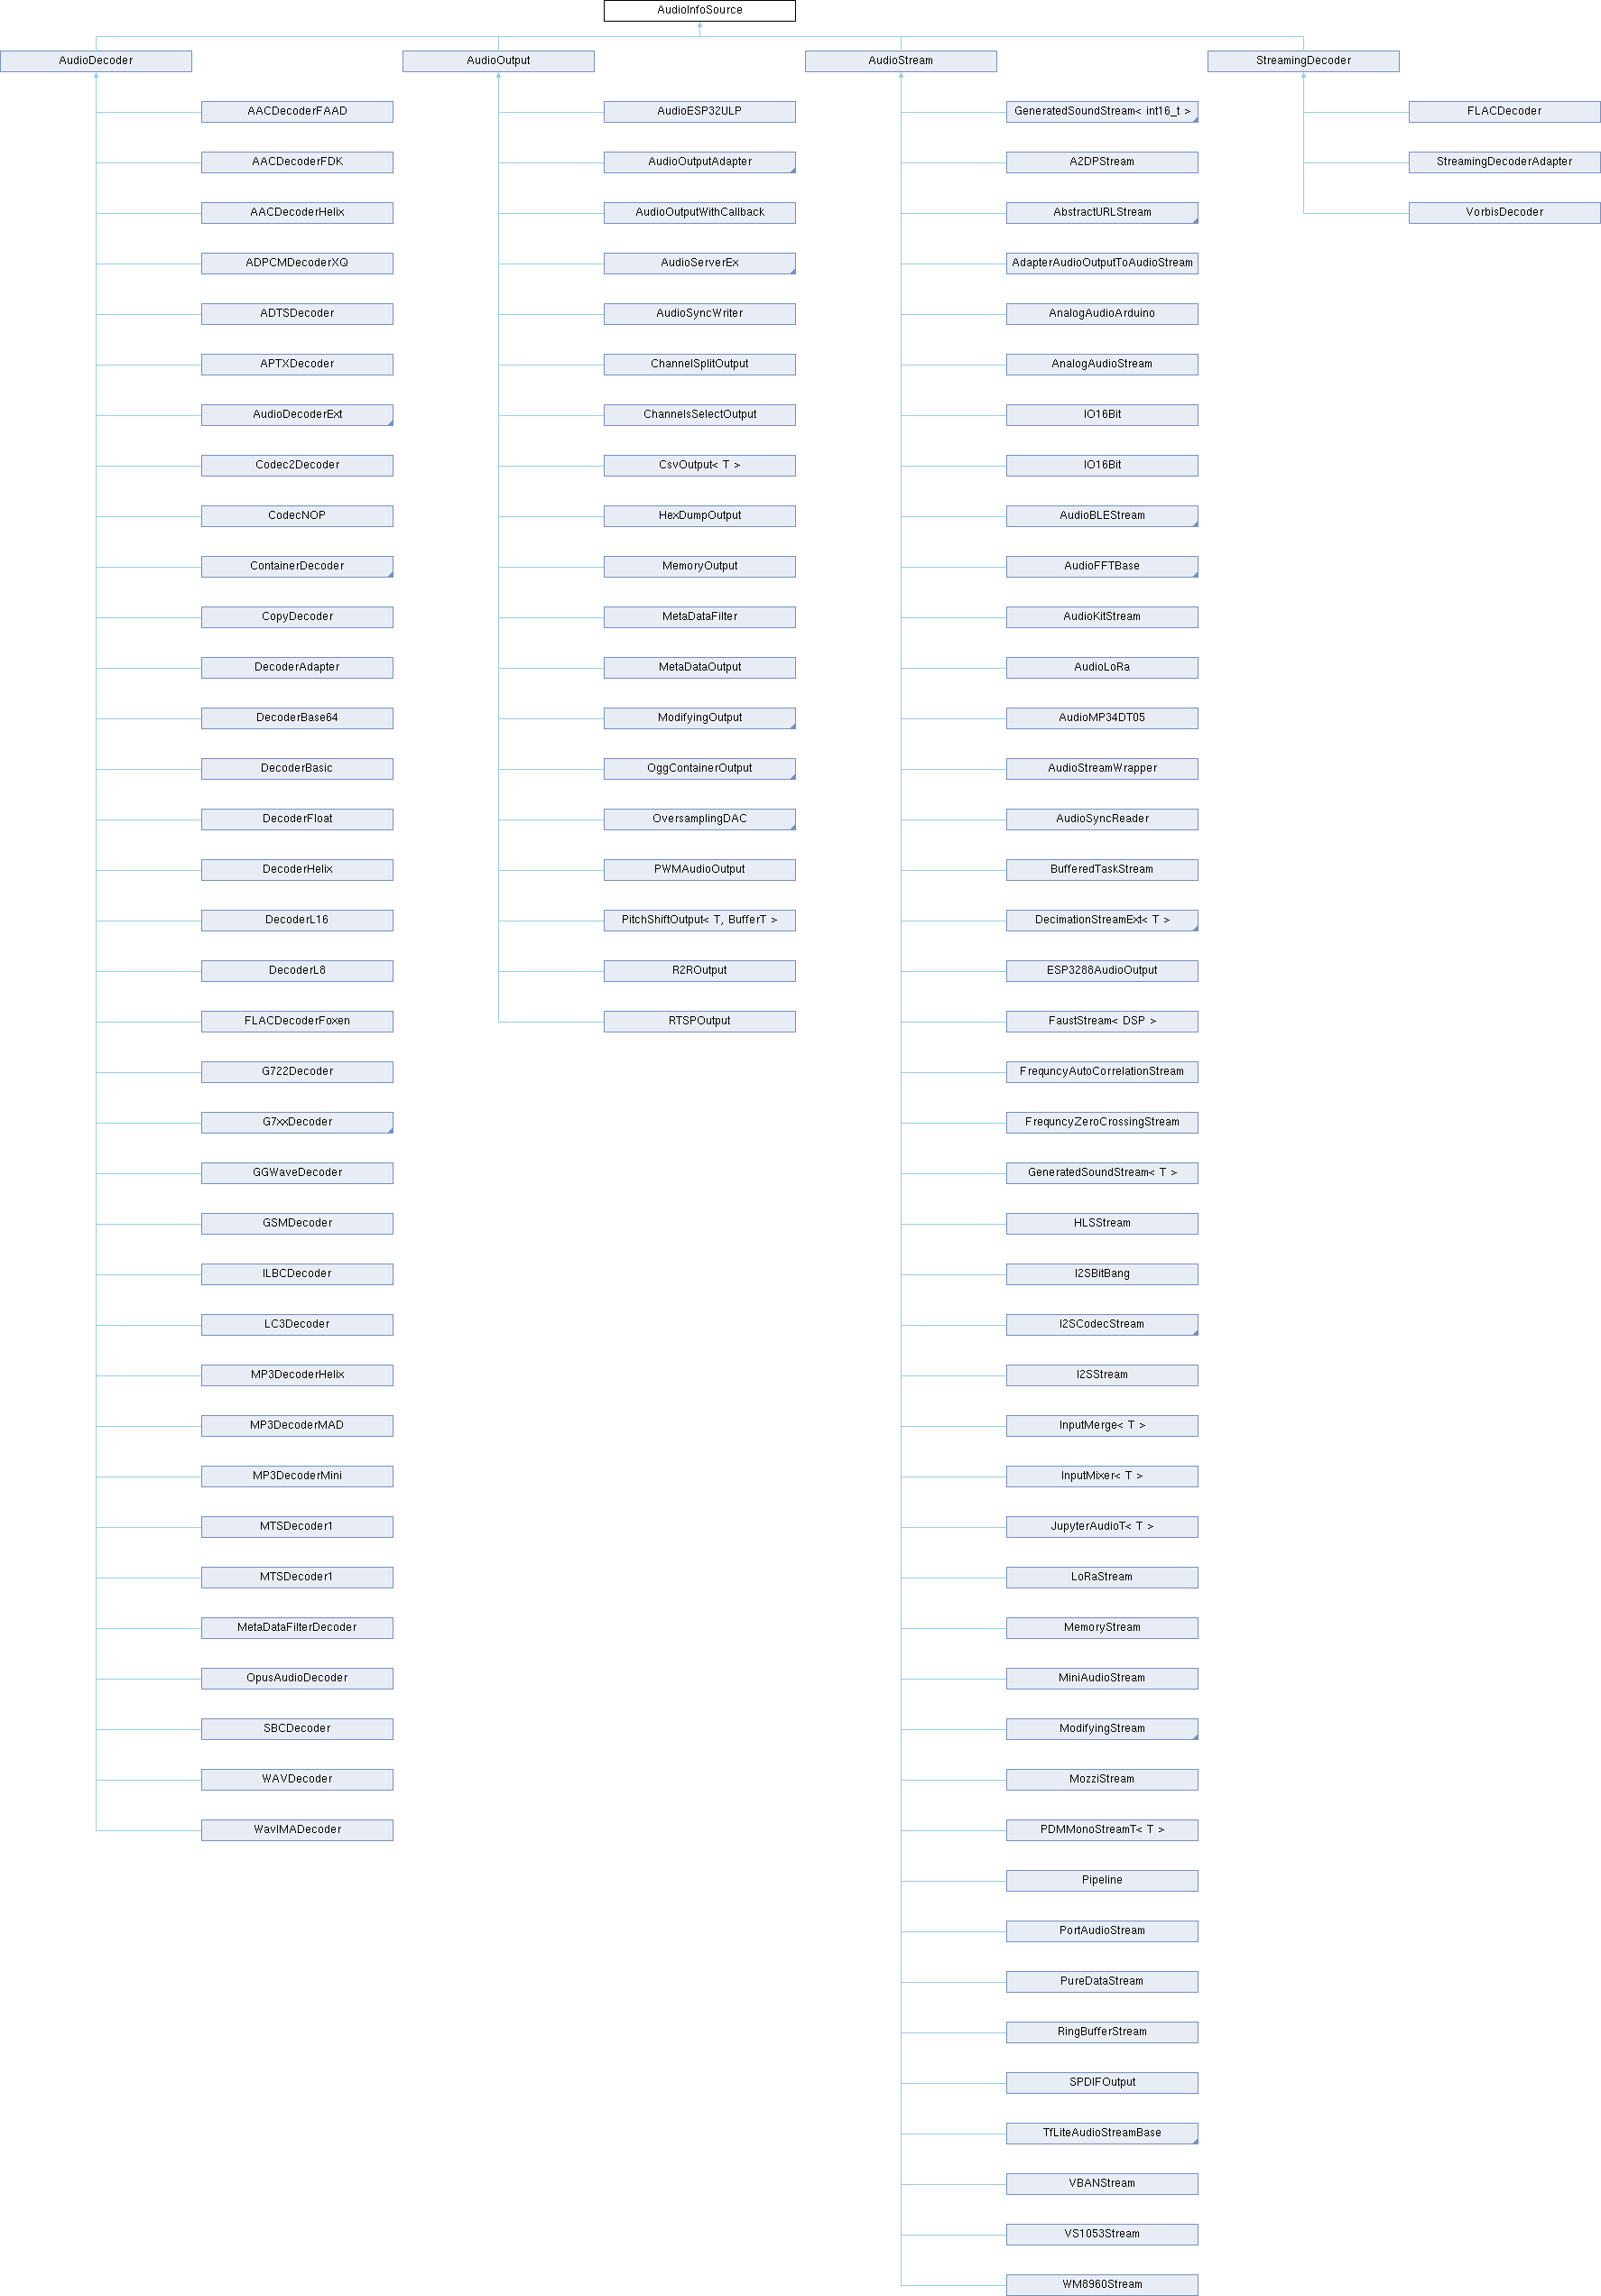 AudioInfoSource
AudioDecoder
AudioOutput
AudioStream
StreamingDecoder
AACDecoderFAAD
AudioESP32ULP
GeneratedSoundStream< int16_t >
FLACDecoder
AACDecoderFDK
AudioOutputAdapter
A2DPStream
StreamingDecoderAdapter
AACDecoderHelix
AudioOutputWithCallback
AbstractURLStream
VorbisDecoder
ADPCMDecoderXQ
AudioServerEx
AdapterAudioOutputToAudioStream
ADTSDecoder
AudioSyncWriter
AnalogAudioArduino
APTXDecoder
ChannelSplitOutput
AnalogAudioStream
AudioDecoderExt
ChannelsSelectOutput
IO16Bit
Codec2Decoder
CsvOutput< T >
IO16Bit
CodecNOP
HexDumpOutput
AudioBLEStream
ContainerDecoder
MemoryOutput
AudioFFTBase
CopyDecoder
MetaDataFilter
AudioKitStream
DecoderAdapter
MetaDataOutput
AudioLoRa
DecoderBase64
ModifyingOutput
AudioMP34DT05
DecoderBasic
OggContainerOutput
AudioStreamWrapper
DecoderFloat
OversamplingDAC
AudioSyncReader
DecoderHelix
PWMAudioOutput
BufferedTaskStream
DecoderL16
PitchShiftOutput< T, BufferT >
DecimationStreamExt< T >
DecoderL8
R2ROutput
ESP3288AudioOutput
FLACDecoderFoxen
RTSPOutput
FaustStream< DSP >
G722Decoder
FrequncyAutoCorrelationStream
G7xxDecoder
FrequncyZeroCrossingStream
GGWaveDecoder
GeneratedSoundStream< T >
GSMDecoder
HLSStream
ILBCDecoder
I2SBitBang
LC3Decoder
I2SCodecStream
MP3DecoderHelix
I2SStream
MP3DecoderMAD
InputMerge< T >
MP3DecoderMini
InputMixer< T >
MTSDecoder1
JupyterAudioT< T >
MTSDecoder1
LoRaStream
MetaDataFilterDecoder
MemoryStream
OpusAudioDecoder
MiniAudioStream
SBCDecoder
ModifyingStream
WAVDecoder
MozziStream
WavIMADecoder
PDMMonoStreamT< T >
Pipeline
PortAudioStream
PureDataStream
RingBufferStream
SPDIFOutput
TfLiteAudioStreamBase
VBANStream
VS1053Stream
WM8960Stream